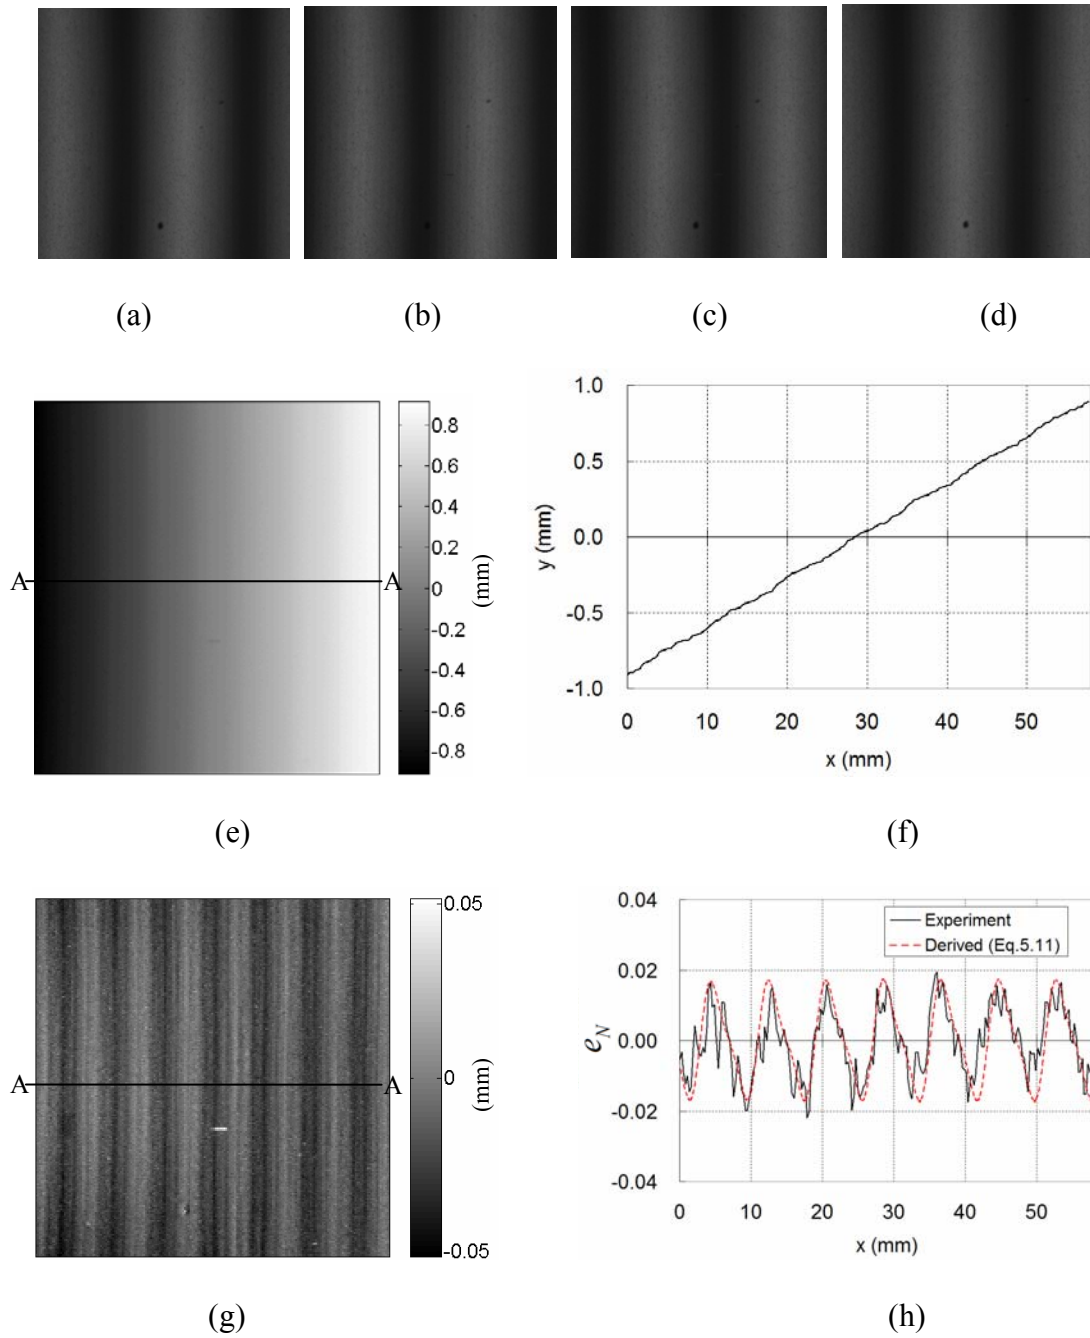 (a) (b) (c) (d)
0.8
0.6
0.4
0.2
0
-0.2
-0.4
-0.6
-0.8
(mm)
A A
(e)
1.0
0.5
0.0
-0.5
-1.0
y (mm)
0 10 20 30 40 50
x (mm)
(f)
0.05
0
-0.05
(mm)
A A
(g)
0.04
0.02
0.00
-0.02
-0.04
e_N
Experiment
Derived (Eq.5.11)
0 10 20 30 40 50
x (mm)
(h)